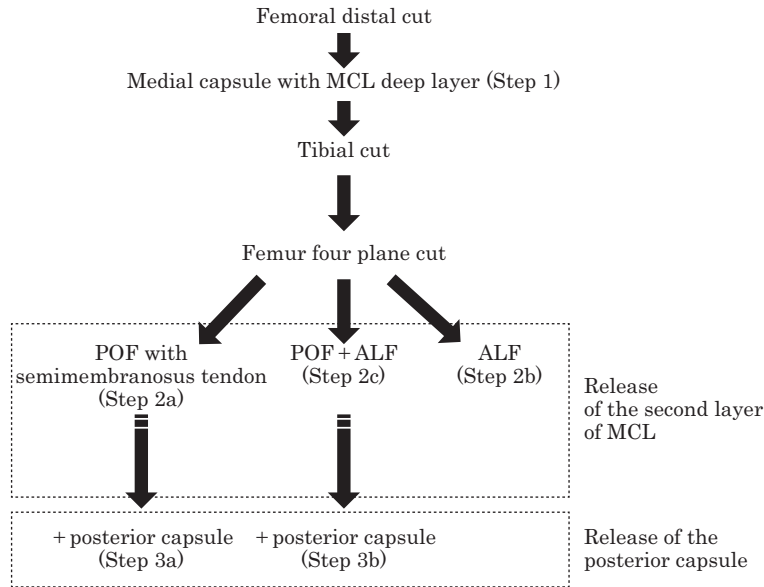 Femoral distal cut
Medial capsule with MCL deep layer (Step 1)
Tibial cut
Femur four plane cut
POF with
semimembranosus tendon
(Step 2a)
POF + ALF
(Step 2c)
ALF
(Step 2b)
Release
of the second layer
of MCL
+ posterior capsule
(Step 3a)
+ posterior capsule
(Step 3b)
Release of the
posterior capsule